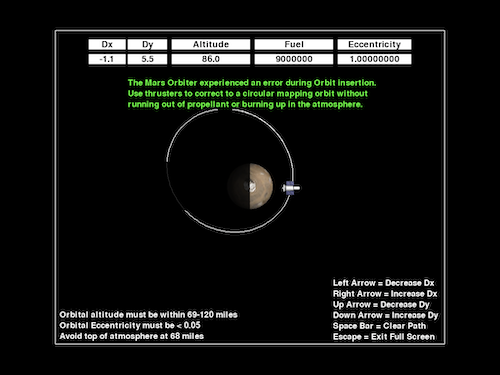 Dx Dy Altitude Fuel Eccentricity
-1.1 5.5 86.0 9000000 1.00000000
The Mars Orbiter experienced an error during Orbit insertion.
Use thrusters to correct to a circular mapping orbit without
running out of propellant or burning up in the atmosphere.
Left Arrow = Decrease Dx
Right Arrow = Increase Dx
Up Arrow = Decrease Dy
Down Arrow = Increase Dy
Space Bar = Clear Path
Escape = Exit Full Screen
Orbital altitude must be within 69-120 miles
Orbital Eccentricity must be < 0.05
Avoid top of atmosphere at 68 miles